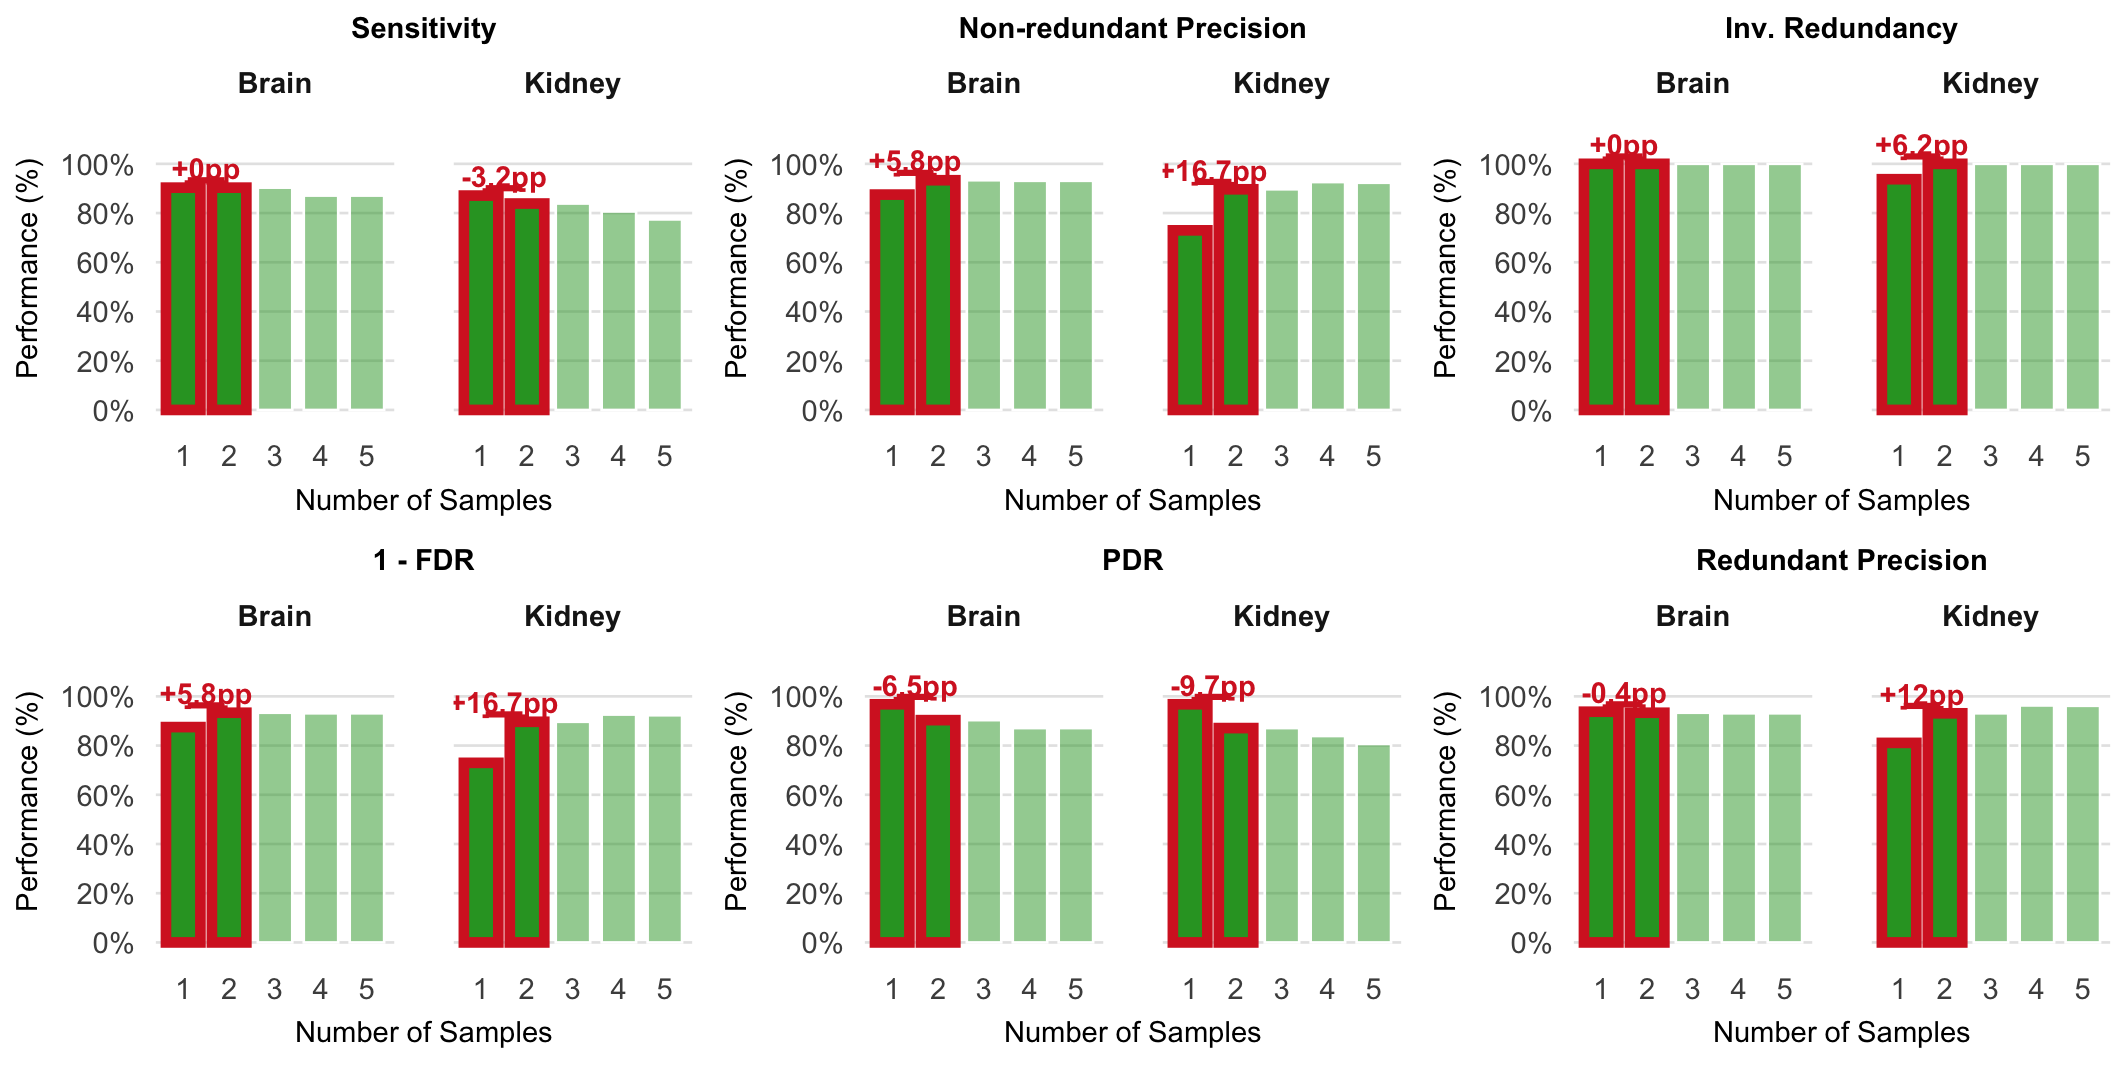 Sensitivity
Non-redundant Precision
Inv. Redundancy
Brain Kidney
Brain Kidney
Brain Kidney
+0pp
-3.2pp
+5.8pp
+16.7pp
+0pp
+6.2pp
Performance (%)
100%
80%
60%
40%
20%
0%
Performance (%)
100%
80%
60%
40%
20%
0%
Performance (%)
100%
80%
60%
40%
20%
0%
1 2 3 4 5
1 2 3 4 5
1 2 3 4 5
1 2 3 4 5
1 2 3 4 5
1 2 3 4 5
Number of Samples
Number of Samples
Number of Samples
1 - FDR
PDR
Redundant Precision
Brain Kidney
Brain Kidney
Brain Kidney
+5.8pp
+16.7pp
-6.5pp
-9.7pp
-0.4pp
+12pp
Performance (%)
100%
80%
60%
40%
20%
0%
Performance (%)
100%
80%
60%
40%
20%
0%
Performance (%)
100%
80%
60%
40%
20%
0%
1 2 3 4 5
1 2 3 4 5
1 2 3 4 5
1 2 3 4 5
1 2 3 4 5
1 2 3 4 5
Number of Samples
Number of Samples
Number of Samples